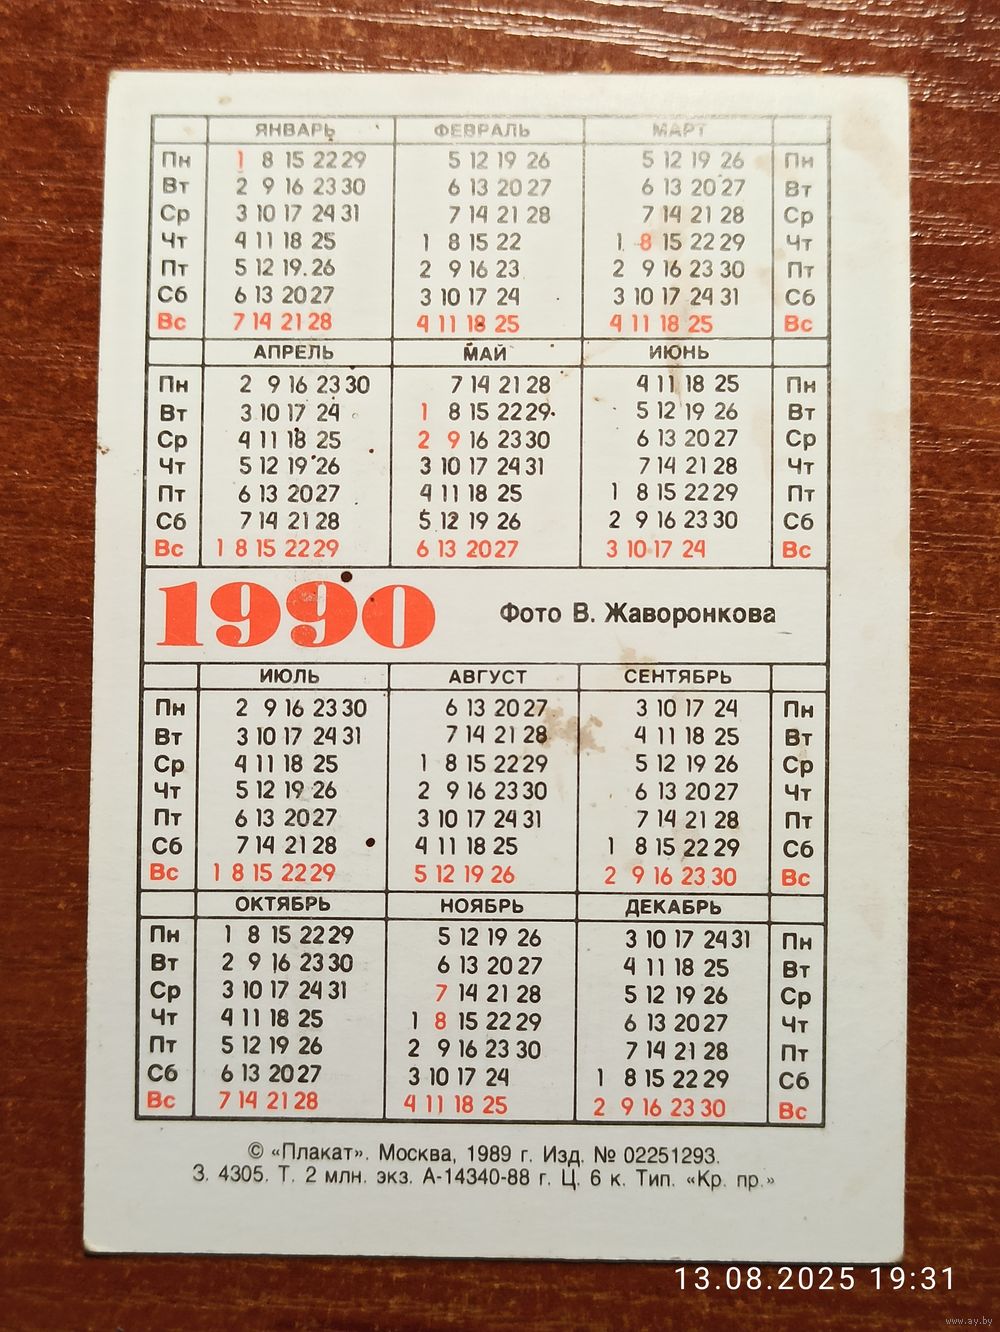 ЯНВАРЬ ФЕВРАЛЬ МАРТ
Пн 1 8 15 22 29 5 12 19 26 5 12 19 26 Пн
Вт 2 9 16 23 30 6 13 20 27 6 13 20 27 Вт
Ср 3 10 17 24 31 7 14 21 28 7 14 21 28 Ср
Чт 4 11 18 25 1 8 15 22 1 8 15 22 29 Чт
Пт 5 12 19 26 2 9 16 23 2 9 16 23 30 Пт
Сб 6 13 20 27 3 10 17 24 3 10 17 24 31 Сб
Вс 7 14 21 28 4 11 18 25 4 11 18 25 Вс
АПРЕЛЬ МАЙ ИЮНЬ
Пн 2 9 16 23 30 7 14 21 28 4 11 18 25 Пн
Вт 3 10 17 24 1 8 15 22 29 5 12 19 26 Вт
Ср 4 11 18 25 2 9 16 23 30 6 13 20 27 Ср
Чт 5 12 19 26 3 10 17 24 31 7 14 21 28 Чт
Пт 6 13 20 27 4 11 18 25 1 8 15 22 29 Пт
Сб 7 14 21 28 5 12 19 26 2 9 16 23 30 Сб
Вс 1 8 15 22 29 6 13 20 27 3 10 17 24 Вс
1990 Фото В. Жаворонкова
ИЮЛЬ АВГУСТ СЕНТЯБРЬ
Пн 2 9 16 23 30 6 13 20 27 3 10 17 24 Пн
Вт 3 10 17 24 31 7 14 21 28 4 11 18 25 Вт
Ср 4 11 18 25 1 8 15 22 29 5 12 19 26 Ср
Чт 5 12 19 26 2 9 16 23 30 6 13 20 27 Чт
Пт 6 13 20 27 3 10 17 24 31 7 14 21 28 Пт
Сб 7 14 21 28 4 11 18 25 1 8 15 22 29 Сб
Вс 1 8 15 22 29 5 12 19 26 2 9 16 23 30 Вс
ОКТЯБРЬ НОЯБРЬ ДЕКАБРЬ
Пн 1 8 15 22 29 5 12 19 26 3 10 17 24 31 Пн
Вт 2 9 16 23 30 6 13 20 27 4 11 18 25 Вт
Ср 3 10 17 24 31 7 14 21 28 5 12 19 26 Ср
Чт 4 11 18 25 1 8 15 22 29 6 13 20 27 Чт
Пт 5 12 19 26 2 9 16 23 30 7 14 21 28 Пт
Сб 6 13 20 27 3 10 17 24 1 8 15 22 29 Сб
Вс 7 14 21 28 4 11 18 25 2 9 16 23 30 Вс
© «Плакат». Москва, 1989 г. Изд. № 02251293.
З. 4305. Т. 2 млн. экз. А-14340-88 г. Ц. 6 к. Тип. «Кр. пр.»
13.08.2025 19:31
www.ay.by